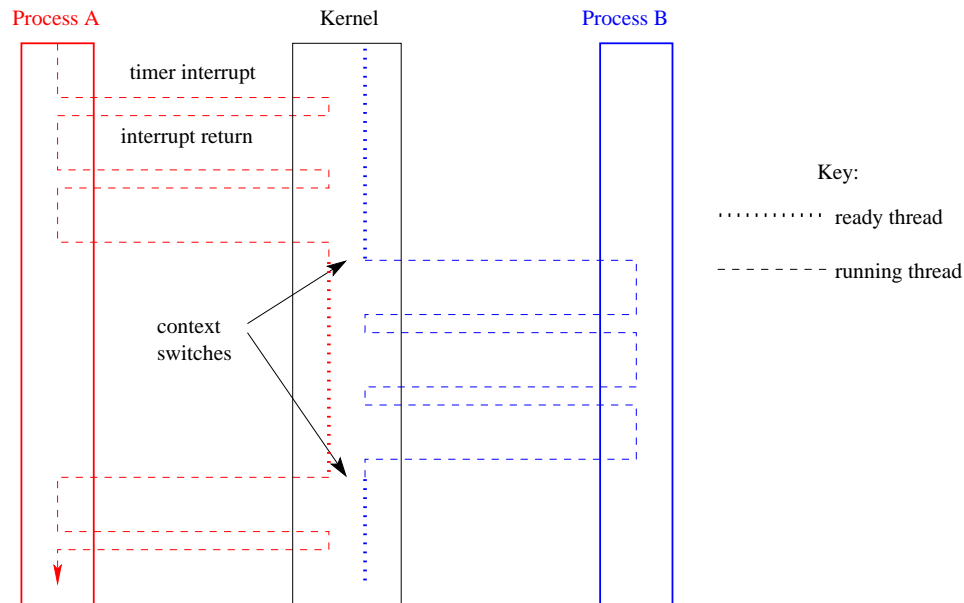 Process A
Kernel
Process B
timer interrupt
interrupt return
Key:
ready thread
running thread
context
switches